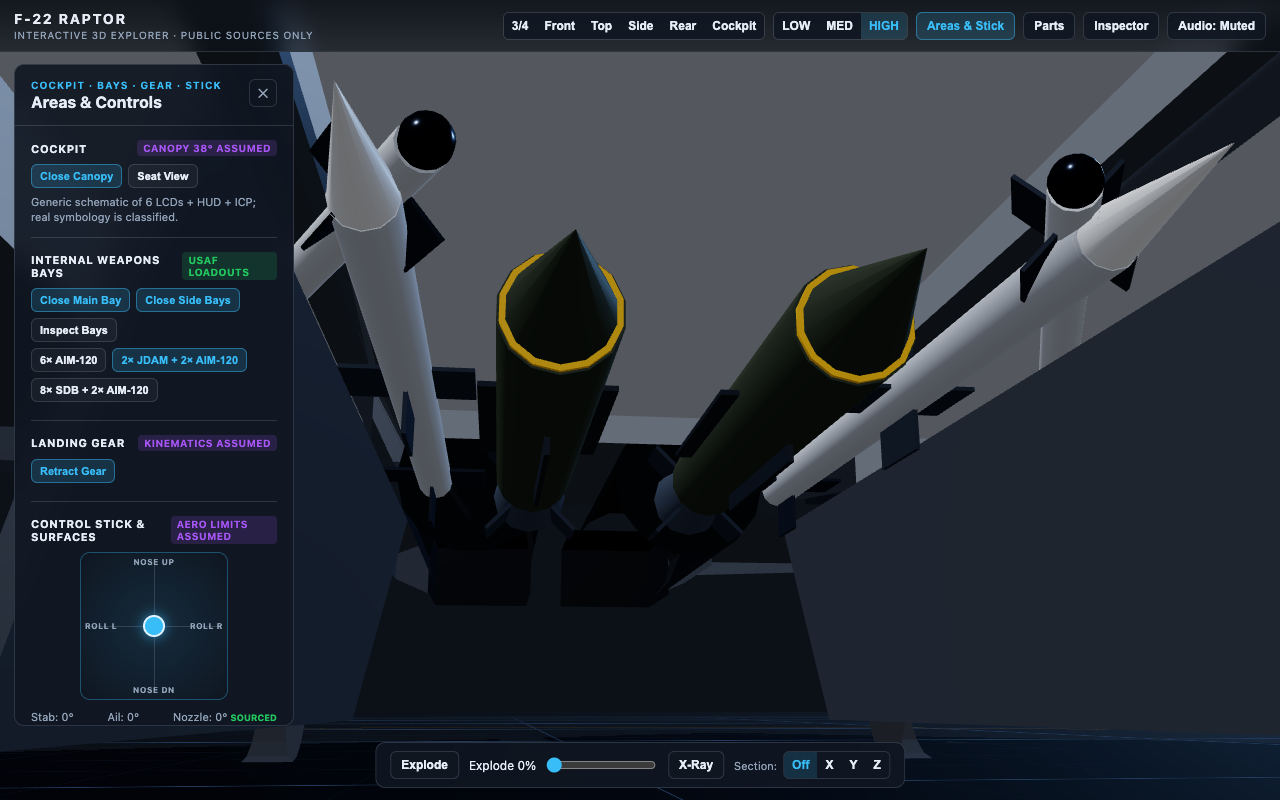 F-22 RAPTOR
INTERACTIVE 3D EXPLORER · PUBLIC SOURCES ONLY
3/4 Front Top Side Rear Cockpit LOW MED HIGH Areas & Stick Parts Inspector Audio: Muted
COCKPIT · BAYS · GEAR · STICK
Areas & Controls
COCKPIT CANOPY 38° ASSUMED
Close Canopy Seat View
Generic schematic of 6 LCDs + HUD + ICP;
real symbology is classified.
INTERNAL WEAPONS BAYS
USAF LOADOUTS
Close Main Bay Close Side Bays
Inspect Bays
6× AIM-120 2× JDAM + 2× AIM-120
8× SDB + 2× AIM-120
LANDING GEAR KINEMATICS ASSUMED
Retract Gear
CONTROL STICK &
SURFACES
AERO LIMITS
ASSUMED
NOSE UP
ROLL L ROLL R
NOSE DN
Stab: 0° Ail: 0° Nozzle: 0° SOURCED
Explode Explode 0% X-Ray Section: Off X Y Z